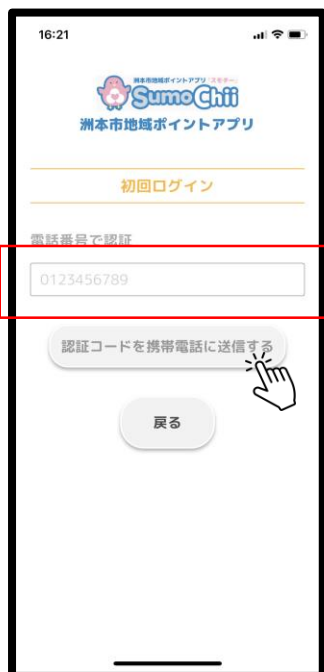 16:21
洲本市地域ポイントアプリ「スモチー」
SumoChii
洲本市地域ポイントアプリ
初回ログイン
電話番号で認証
0123456789
認証コードを携帯電話に送信する
戻る